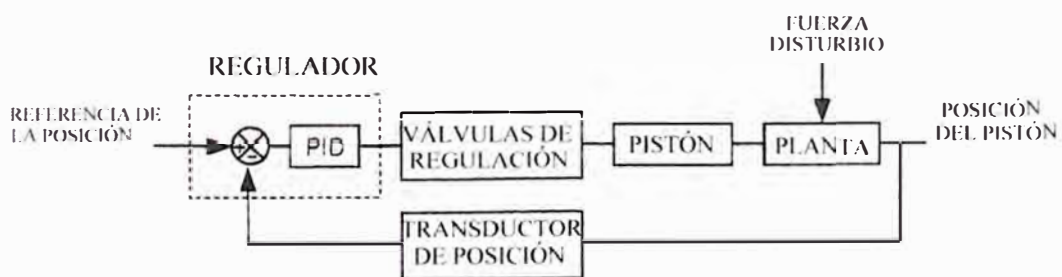 FUERZA
DISTURBIO
REGULADOR
REFERENCIA DE
LA POSICIÓN
PID
VÁLVULAS DE
REGULACIÓN
PISTÓN
PLANTA
POSICIÓN
DEL PISTÓN
TRANSDUCTOR
DE POSICIÓN